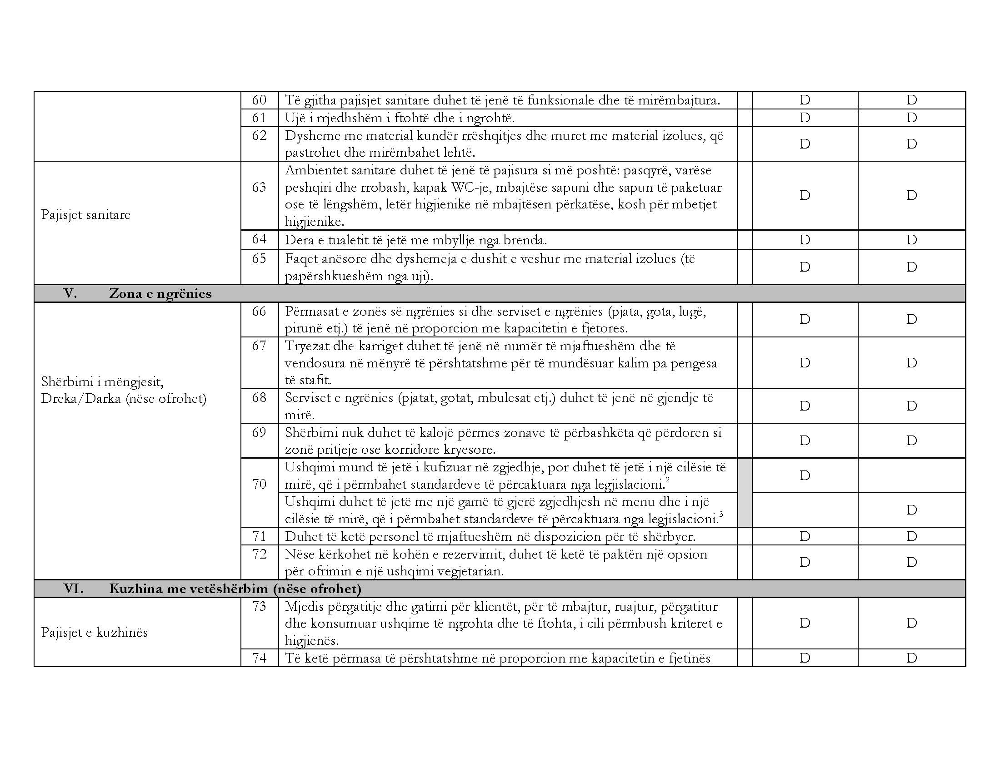 60 Të gjitha pajisjet sanitare duhet të jenë të funksionale dhe të mirëmbajtura. D D
61 Ujë i rrjedhshëm i ftohtë dhe i ngrohtë. D D
62 Dysheme me material kundër rrëshqitjes dhe muret me material izolues, që
pastrohet dhe mirëmbahet lehtë. D D
Pajisjet sanitare
63 Ambientet sanitare duhet të jenë të pajisura si më poshtë: pasqyrë, varëse
peshqiri dhe rrobash, kapak WC-je, mbajtëse sapuni dhe sapun të paketuar
ose të lëngshëm, letër higjienike në mbajtësen përkatëse, kosh për mbetjet
higjienike. D D
64 Dera e tualetit të jetë me mbyllje nga brenda. D D
65 Faqet anësore dhe dyshemeja e dushit e veshur me material izolues (të
papërshkueshëm nga uji). D D
V. Zona e ngrënies
Shërbimi i mëngjesit,
Dreka/Darka (nëse ofrohet)
66 Përmasat e zonës së ngrënies si dhe serviset e ngrënies (pjata, gota, lugë,
pirunë etj.) të jenë në proporcion me kapacitetin e fjetores. D D
67 Tryezat dhe karriget duhet të jenë në numër të mjaftueshëm dhe të
vendosura në mënyrë të përshtatshme për të mundësuar kalim pa pengesa
të stafit. D D
68 Serviset e ngrënies (pjatat, gotat, mbulesat etj.) duhet të jenë në gjendje të
mirë. D D
69 Shërbimi nuk duhet të kalojë përmes zonave të përbashkëta që përdoren si
zonë pritjeje ose korridore kryesore. D D
70 Ushqimi mund të jetë i kufizuar në zgjedhje, por duhet të jetë i një cilësie të
mirë, që i përmbahet standardeve të përcaktuara nga legjislacioni.2 D
Ushqimi duhet të jetë me një gamë të gjerë zgjedhjesh në menu dhe i një
cilësie të mirë, që i përmbahet standardeve të përcaktuara nga legjislacioni.3 D
71 Duhet të ketë personel të mjaftueshëm në dispozicion për të shërbyer. D D
72 Nëse kërkohet në kohën e rezervimit, duhet të ketë të paktën një opsion
për ofrimin e një ushqimi vegjetarian. D D
VI. Kuzhina me vetëshërbim (nëse ofrohet)
Pajisjet e kuzhinës
73 Mjedis përgatitje dhe gatimi për klientët, për të mbajtur, ruajtur, përgatitur
dhe konsumuar ushqime të ngrohta dhe të ftohta, i cili përmbush kriteret e
higjienës. D D
74 Të ketë përmasa të përshtatshme në proporcion me kapacitetin e fjetinës D D